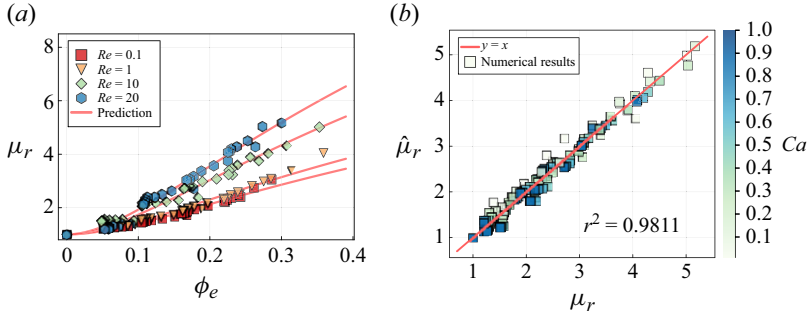 (a)
8
6
4
2
μr
Re = 0.1
Re = 1
Re = 10
Re = 20
Prediction
0
0.1
0.2
0.3
0.4
ϕe
(b)
5
4
3
2
1
μ̂r
y = x
Numerical results
r² = 0.9811
1
2
3
4
5
μr
1.0
0.9
0.8
0.7
0.6
0.5
0.4
0.3
0.2
0.1
Ca